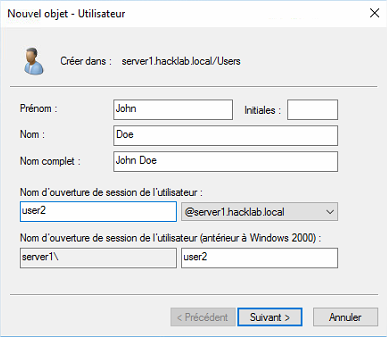 Nouvel objet - Utilisateur
Créer dans : server1.hacklab.local/Users
Prénom : John Initiales :
Nom : Doe
Nom complet : John Doe
Nom d'ouverture de session de l'utilisateur :
user2 @server1.hacklab.local
Nom d'ouverture de session de l'utilisateur (antérieur à Windows 2000) :
server1\ user2
< Précédent Suivant > Annuler